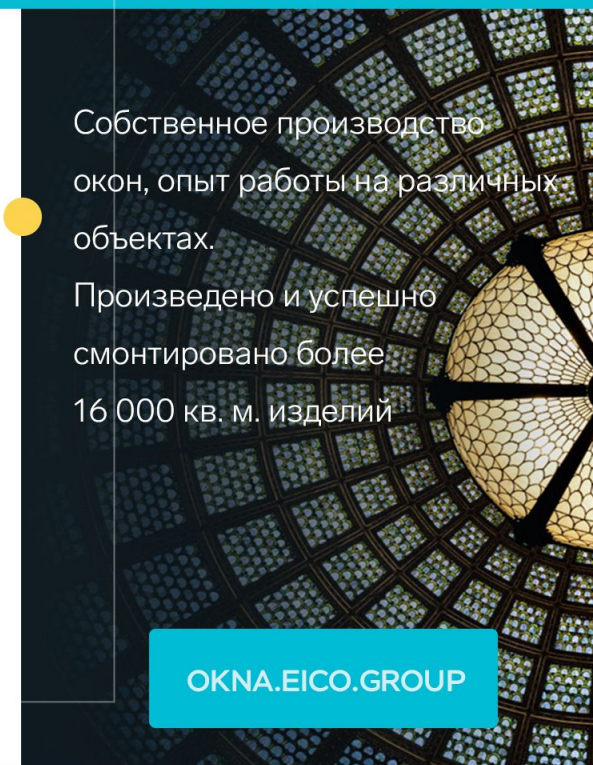 Собственное производство
окон, опыт работы на различных
объектах.
Произведено и успешно
смонтировано более
16 000 кв. м. изделий
OKNA.EICO.GROUP